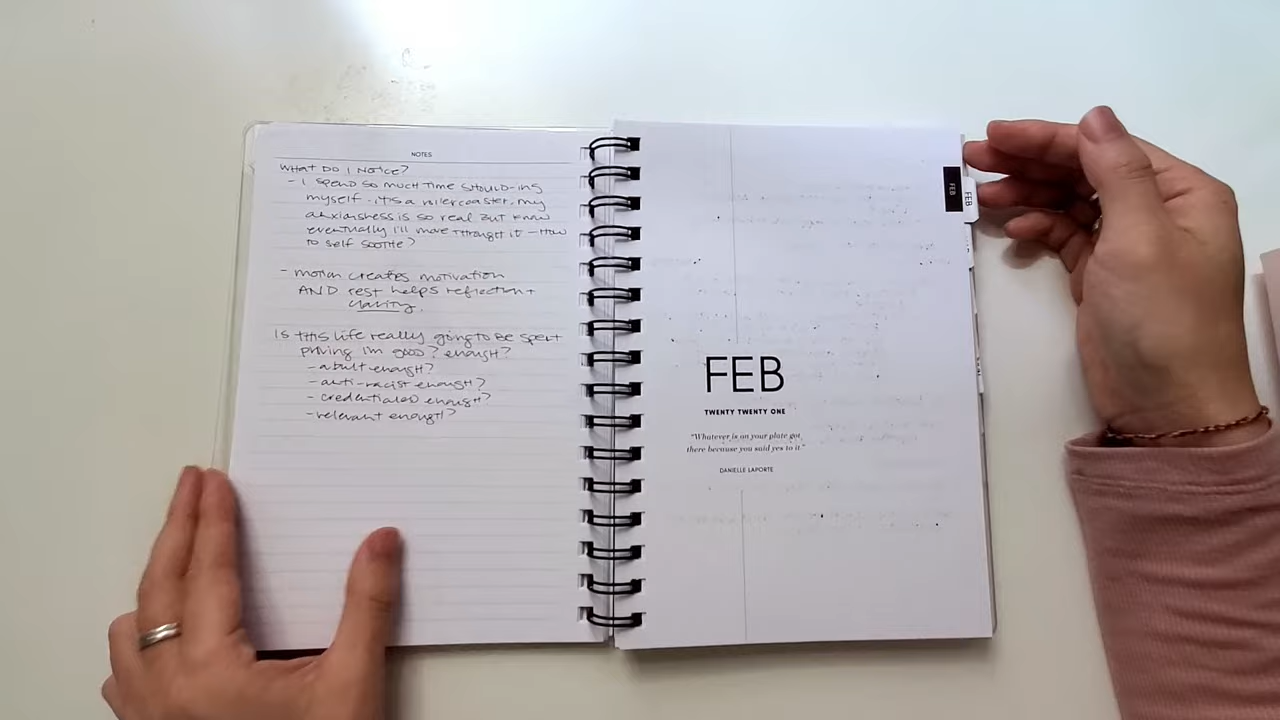 NOTES
WHAT DO I NOTICE?
- I SPEND SO MUCH TIME SHOULD-ING
MYSELF - IT'S A rollercoaster. my
anxiousness is so real BUT know
eventually I'll move THROUGH iT - HOW
TO self SOOTHE?
- motion creates motivation
AND rest helps reflection +
clarity.
IS THIS life really going TO BE spent
proving I'm good? enough?
- adult enough?
- anti-racist enough?
- credentialed enough?
- relevant enough?
FEB
FEB
FEB
TWENTY TWENTY ONE
"Whatever is on your plate got
there because you said yes to it."
DANIELLE LAPORTE